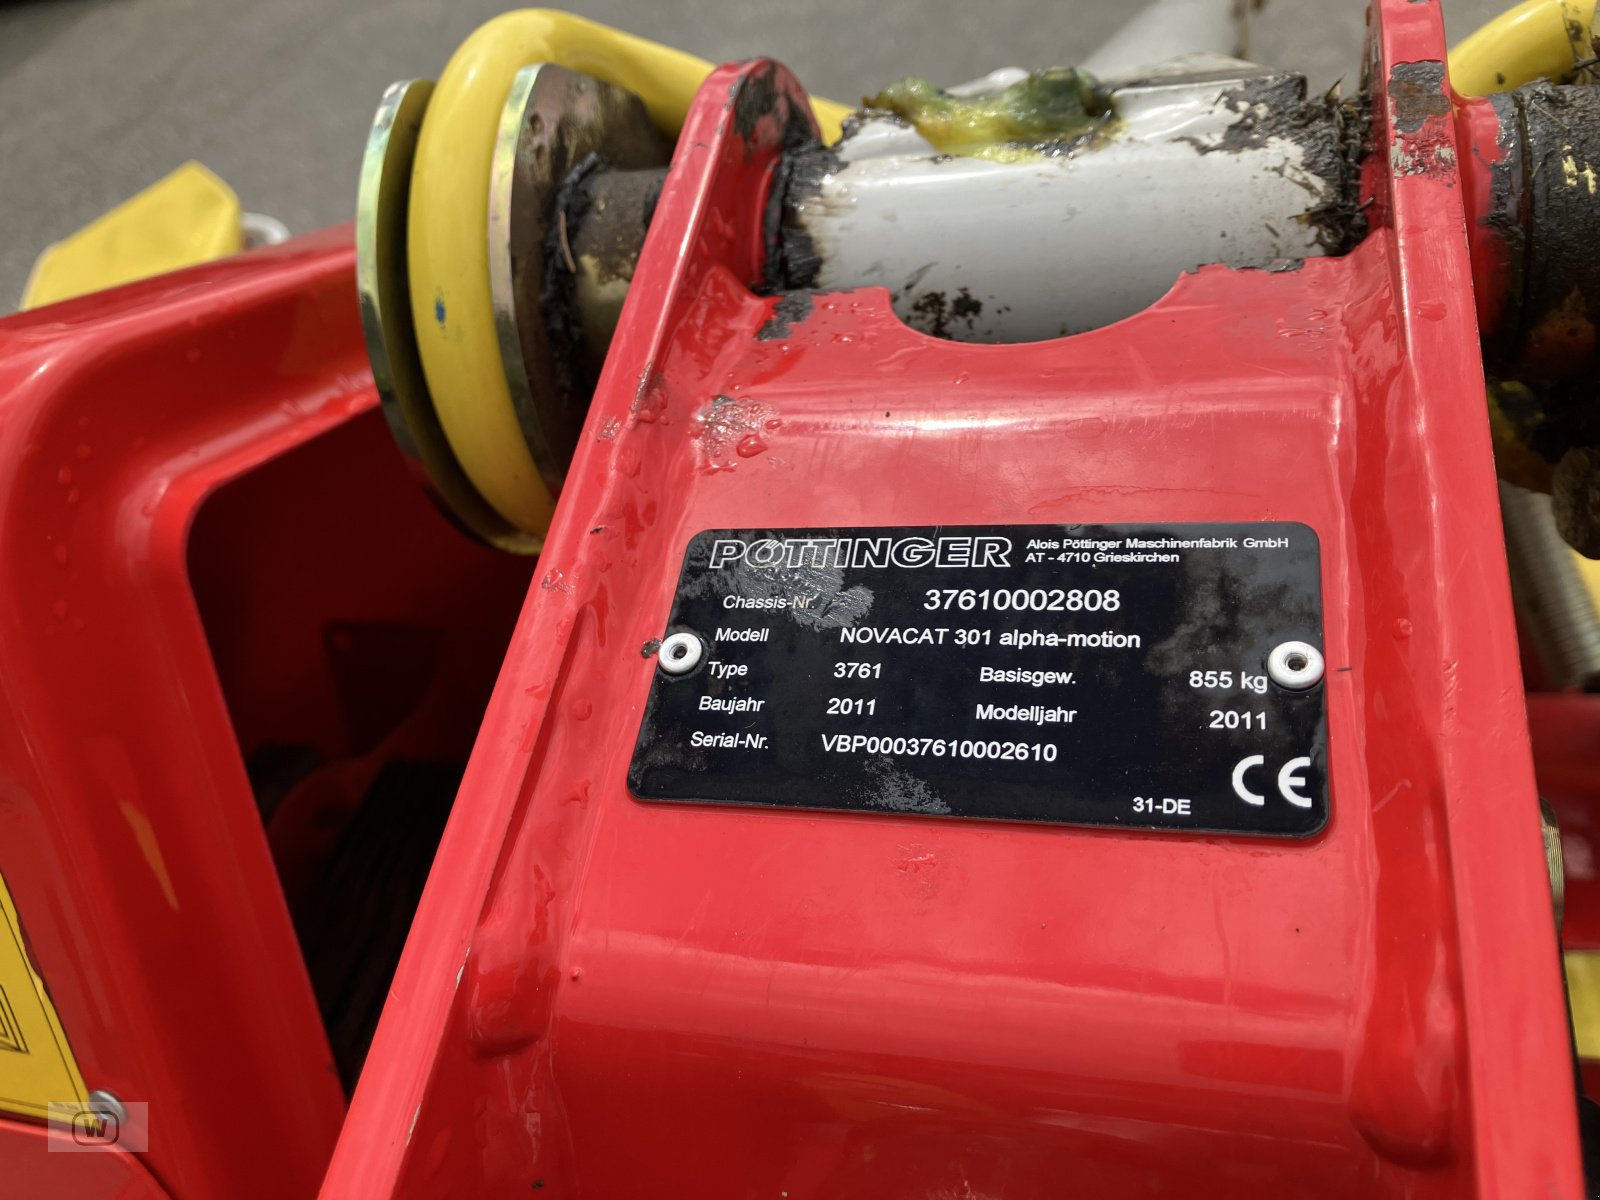 PÖTTINGER Alois Pöttinger Maschinenfabrik GmbH
AT - 4710 Grieskirchen
Chassis-Nr. 37610002808
Modell NOVACAT 301 alpha-motion
Type 3761 Basisgew. 855 kg
Baujahr 2011 Modelljahr 2011
Serial-Nr. VBP00037610002610
CE
31-DE
W